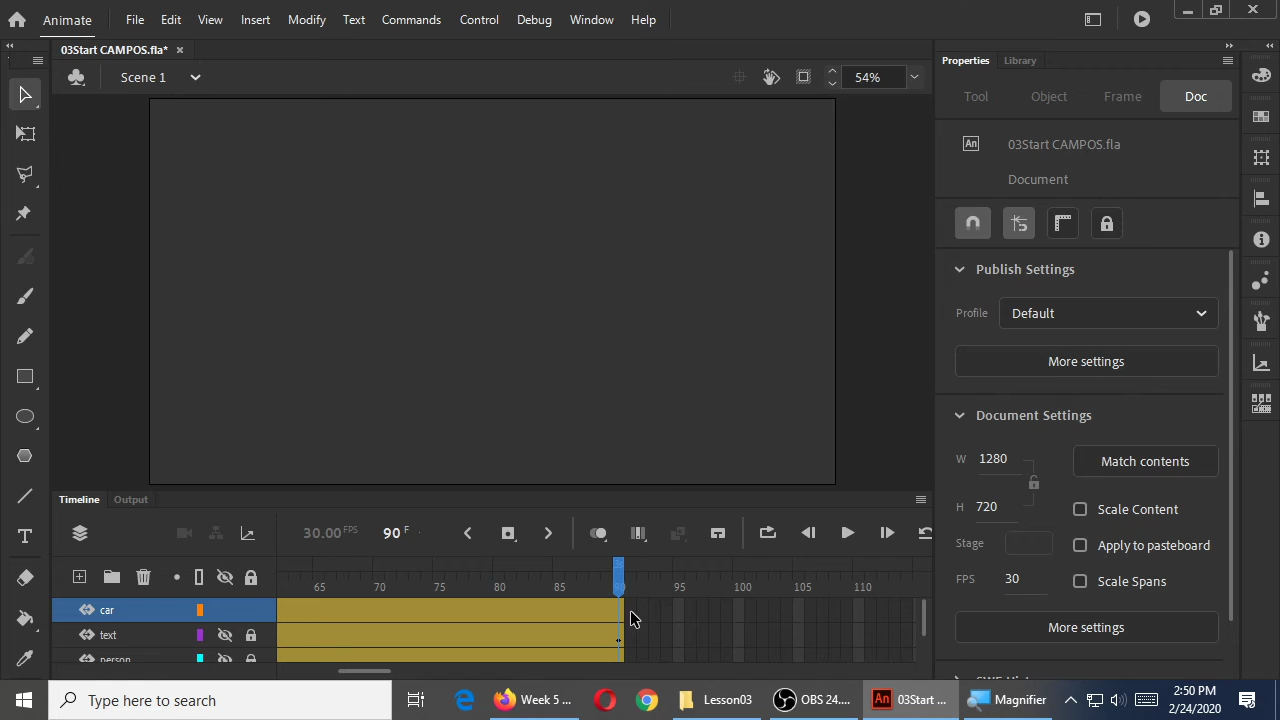 Animate File Edit View Insert Modify Text Commands Control Debug Window Help
03Start CAMPOS.fla*
Scene 1
54%
Properties Library
Tool Object Frame Doc
An 03Start CAMPOS.fla
Document
Publish Settings
Profile Default
More settings
Document Settings
W 1280 Match contents
H 720 Scale Content
Stage Apply to pasteboard
FPS 30 Scale Spans
More settings
Timeline Output
30.00 FPS 90 F
3s
65 70 75 80 85 90 95 100 105 110
car
text
person
Type here to search
Week 5 ...
Lesson03
OBS 24....
An 03Start ...
Magnifier
2:50 PM
2/24/2020